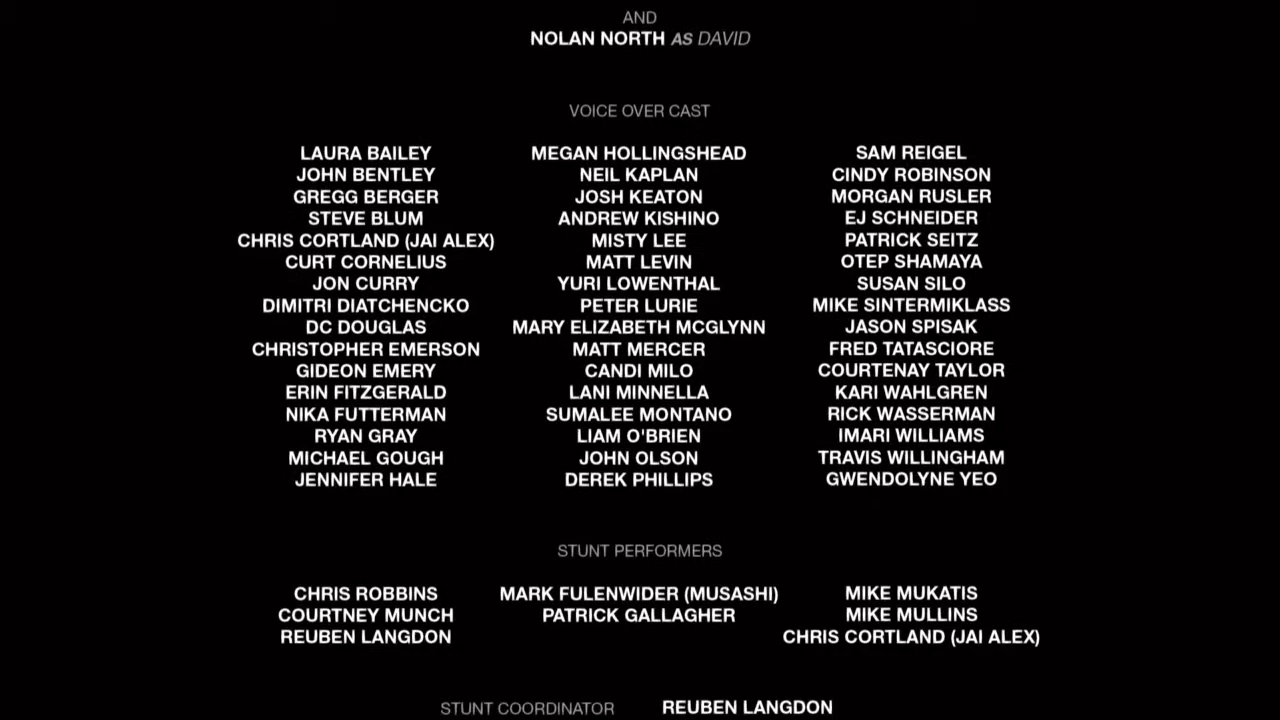 AND
NOLAN NORTH AS DAVID
VOICE OVER CAST
LAURA BAILEY
JOHN BENTLEY
GREGG BERGER
STEVE BLUM
CHRIS CORTLAND (JAI ALEX)
CURT CORNELIUS
JON CURRY
DIMITRI DIATCHENCKO
DC DOUGLAS
CHRISTOPHER EMERSON
GIDEON EMERY
ERIN FITZGERALD
NIKA FUTTERMAN
RYAN GRAY
MICHAEL GOUGH
JENNIFER HALE
MEGAN HOLLINGSHEAD
NEIL KAPLAN
JOSH KEATON
ANDREW KISHINO
MISTY LEE
MATT LEVIN
YURI LOWENTHAL
PETER LURIE
MARY ELIZABETH MCGLYNN
MATT MERCER
CANDI MILO
LANI MINNELLA
SUMALEE MONTANO
LIAM O'BRIEN
JOHN OLSON
DEREK PHILLIPS
SAM REIGEL
CINDY ROBINSON
MORGAN RUSLER
EJ SCHNEIDER
PATRICK SEITZ
OTEP SHAMAYA
SUSAN SILO
MIKE SINTERMIKLASS
JASON SPISAK
FRED TATASCIORE
COURTENAY TAYLOR
KARI WAHLGREN
RICK WASSERMAN
IMARI WILLIAMS
TRAVIS WILLINGHAM
GWENDOLYNE YEO
STUNT PERFORMERS
CHRIS ROBBINS
COURTNEY MUNCH
REUBEN LANGDON
MARK FULENWIDER (MUSASHI)
PATRICK GALLAGHER
MIKE MUKATIS
MIKE MULLINS
CHRIS CORTLAND (JAI ALEX)
STUNT COORDINATOR REUBEN LANGDON